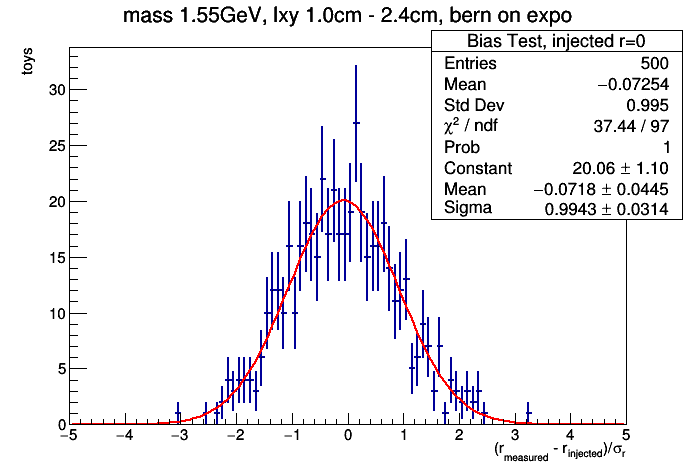 mass 1.55GeV, lxy 1.0cm - 2.4cm, bern on expo
Bias Test, injected r=0
Entries 500
Mean −0.07254
Std Dev 0.995
χ² / ndf 37.44 / 97
Prob 1
Constant 20.06 ± 1.10
Mean −0.0718 ± 0.0445
Sigma 0.9943 ± 0.0314
toys
30
25
20
15
10
5
0
−5 −4 −3 −2 −1 0 1 2 3 4 5
(r_measured - r_injected)/σ_r